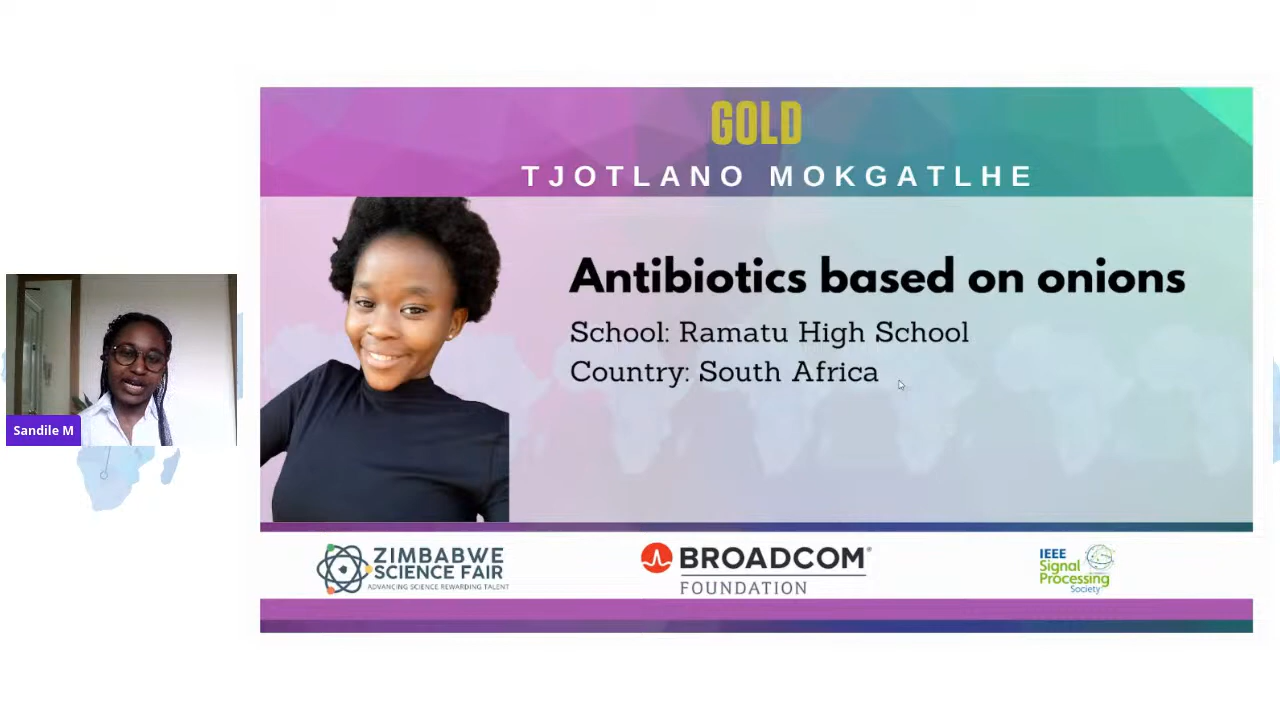 GOLD
TJOTLANO MOKGATLHE
Antibiotics based on onions
School: Ramatu High School
Country: South Africa
Sandile M
ZIMBABWE
SCIENCE FAIR
ADVANCING SCIENCE REWARDING TALENT
BROADCOM®
FOUNDATION
IEEE
Signal
Processing
Society